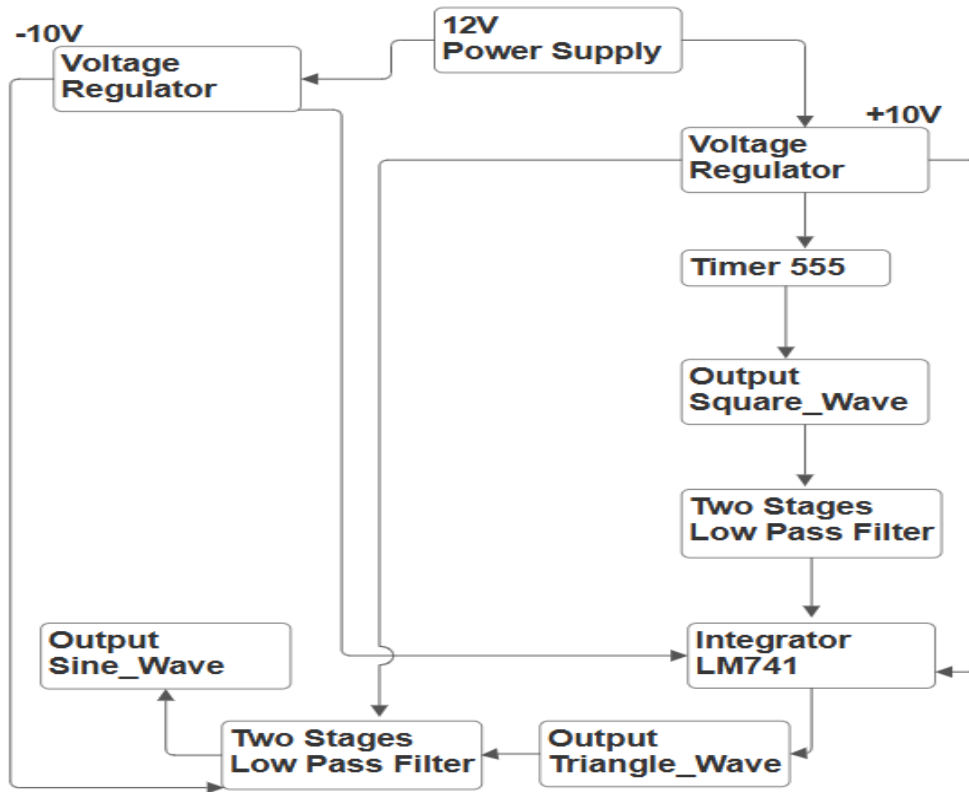 12V
Power Supply
-10V
Voltage
Regulator
+10V
Voltage
Regulator
Timer 555
Output
Square_Wave
Two Stages
Low Pass Filter
Integrator
LM741
Output
Triangle_Wave
Two Stages
Low Pass Filter
Output
Sine_Wave